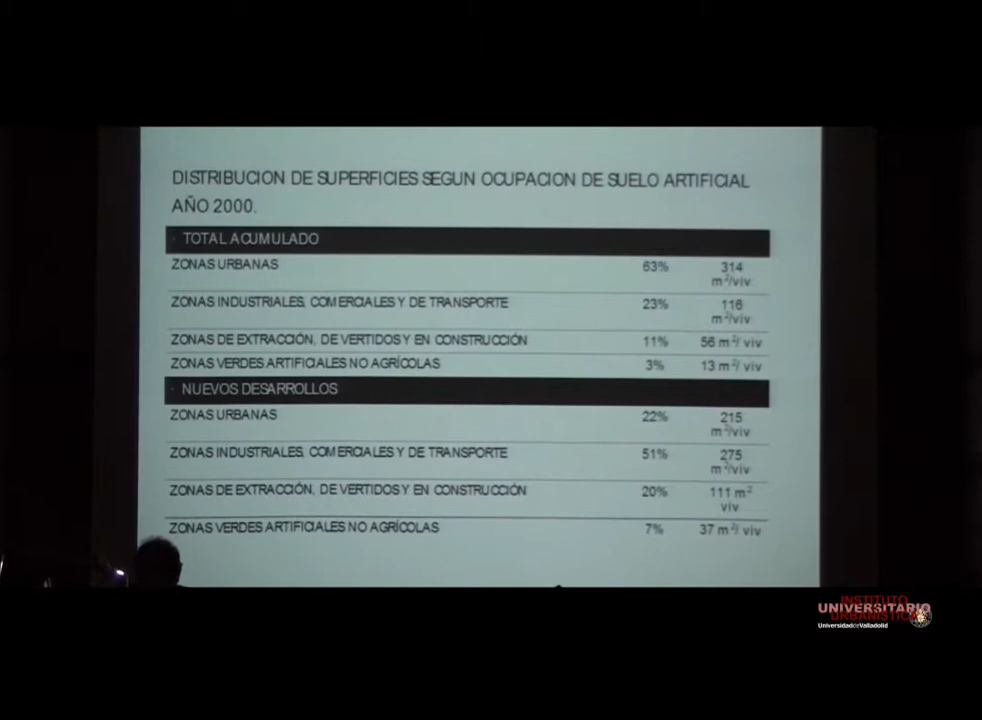 DISTRIBUCION DE SUPERFICIES SEGUN OCUPACION DE SUELO ARTIFICIAL
AÑO 2000.
· TOTAL ACUMULADO
ZONAS URBANAS 63% 314
m²/viv
ZONAS INDUSTRIALES, COMERCIALES Y DE TRANSPORTE 23% 116
m²/viv
ZONAS DE EXTRACCIÓN, DE VERTIDOS Y EN CONSTRUCCIÓN 11% 56 m²/ viv
ZONAS VERDES ARTIFICIALES NO AGRÍCOLAS 3% 13 m²/ viv
· NUEVOS DESARROLLOS
ZONAS URBANAS 22% 215
m²/viv
ZONAS INDUSTRIALES, COMERCIALES Y DE TRANSPORTE 51% 275
m²/viv
ZONAS DE EXTRACCIÓN, DE VERTIDOS Y EN CONSTRUCCIÓN 20% 111 m²
viv
ZONAS VERDES ARTIFICIALES NO AGRÍCOLAS 7% 37 m²/ viv
INSTITUTO
UNIVERSITARIO
URBANÍSTICA
UniversidaddeValladolid